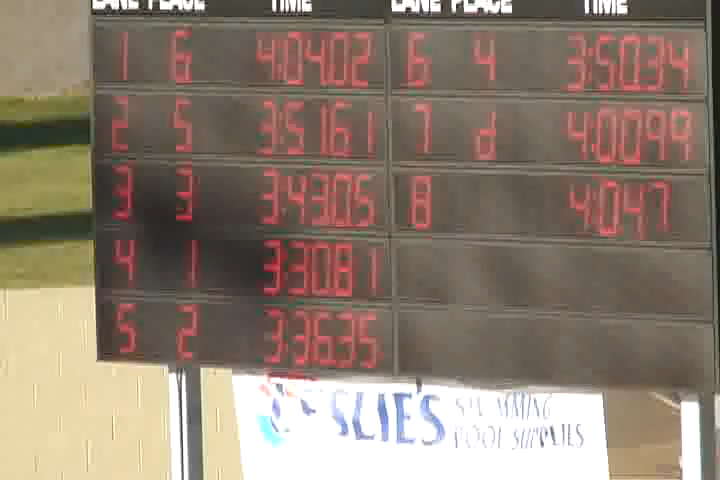 LANE PLACE TIME LANE PLACE TIME
1 6 4:04.02 6 4 3:50.34
2 5 3:51.61 7 d 4:00.99
3 3 3:43.05 8 4:04.7
4 1 3:30.81
5 2 3:36.35
LESLIE'S SWIMMING
POOL SUPPLIES